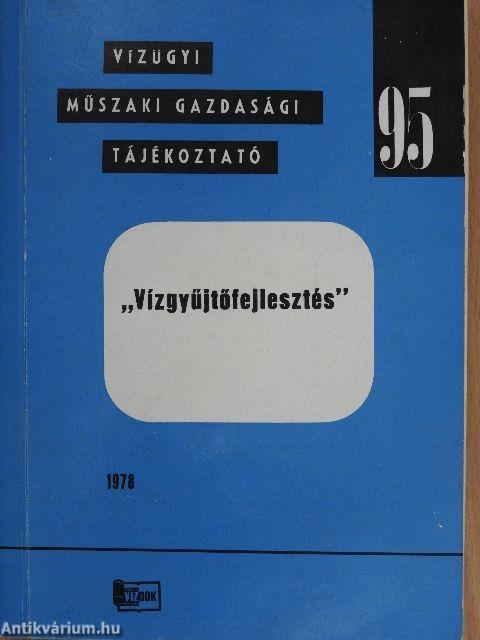 VÍZÜGYI
MŰSZAKI GAZDASÁGI
TÁJÉKOZTATÓ
95
„Vízgyűjtőfejlesztés”
1978
VIZDOK
Antikvárium.hu